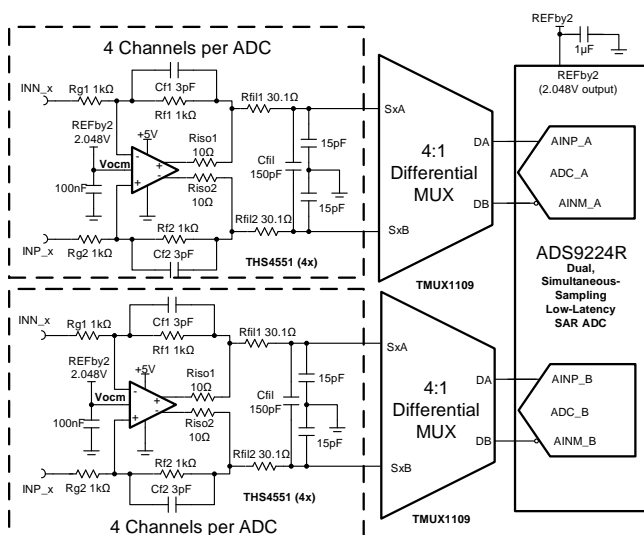 4 Channels per ADC
Cf1 3pF
INN_x
Rg1 1kΩ
Rf1 1kΩ
REFby2
2.048V
+5V
Vocm
Riso1
10Ω
Riso2
10Ω
100nF
Rf2 1kΩ
INP_x
Rg2 1kΩ
Cf2 3pF
THS4551 (4x)
Rfil1 30.1Ω
Cfil
150pF
15pF
15pF
Rfil2 30.1Ω
SxA
4:1
Differential
MUX
DA
DB
SxB
TMUX1109
REFby2
1µF
REFby2
(2.048V output)
AINP_A
ADC_A
AINM_A
ADS9224R
Dual,
Simultaneous-
Sampling
Low-Latency
SAR ADC
INN_x
Rg1 1kΩ
Cf1 3pF
Rf1 1kΩ
REFby2
2.048V
+5V
Vocm
Riso1
10Ω
Riso2
10Ω
100nF
Rf2 1kΩ
INP_x
Rg2 1kΩ
Cf2 3pF
THS4551 (4x)
4 Channels per ADC
Rfil1 30.1Ω
Cfil
150pF
15pF
15pF
Rfil2 30.1Ω
SxA
4:1
Differential
MUX
DA
DB
SxB
TMUX1109
AINP_B
ADC_B
AINM_B
-
+
+
-
-
+
+
-